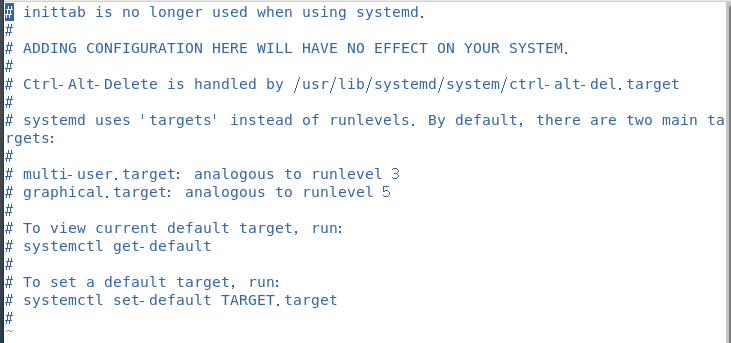 # inittab is no longer used when using systemd.
#
# ADDING CONFIGURATION HERE WILL HAVE NO EFFECT ON YOUR SYSTEM.
#
# Ctrl-Alt-Delete is handled by /usr/lib/systemd/system/ctrl-alt-del.target
#
# systemd uses 'targets' instead of runlevels. By default, there are two main ta
rgets:
#
# multi-user.target: analogous to runlevel 3
# graphical.target: analogous to runlevel 5
#
# To view current default target, run:
# systemctl get-default
#
# To set a default target, run:
# systemctl set-default TARGET.target
#
~